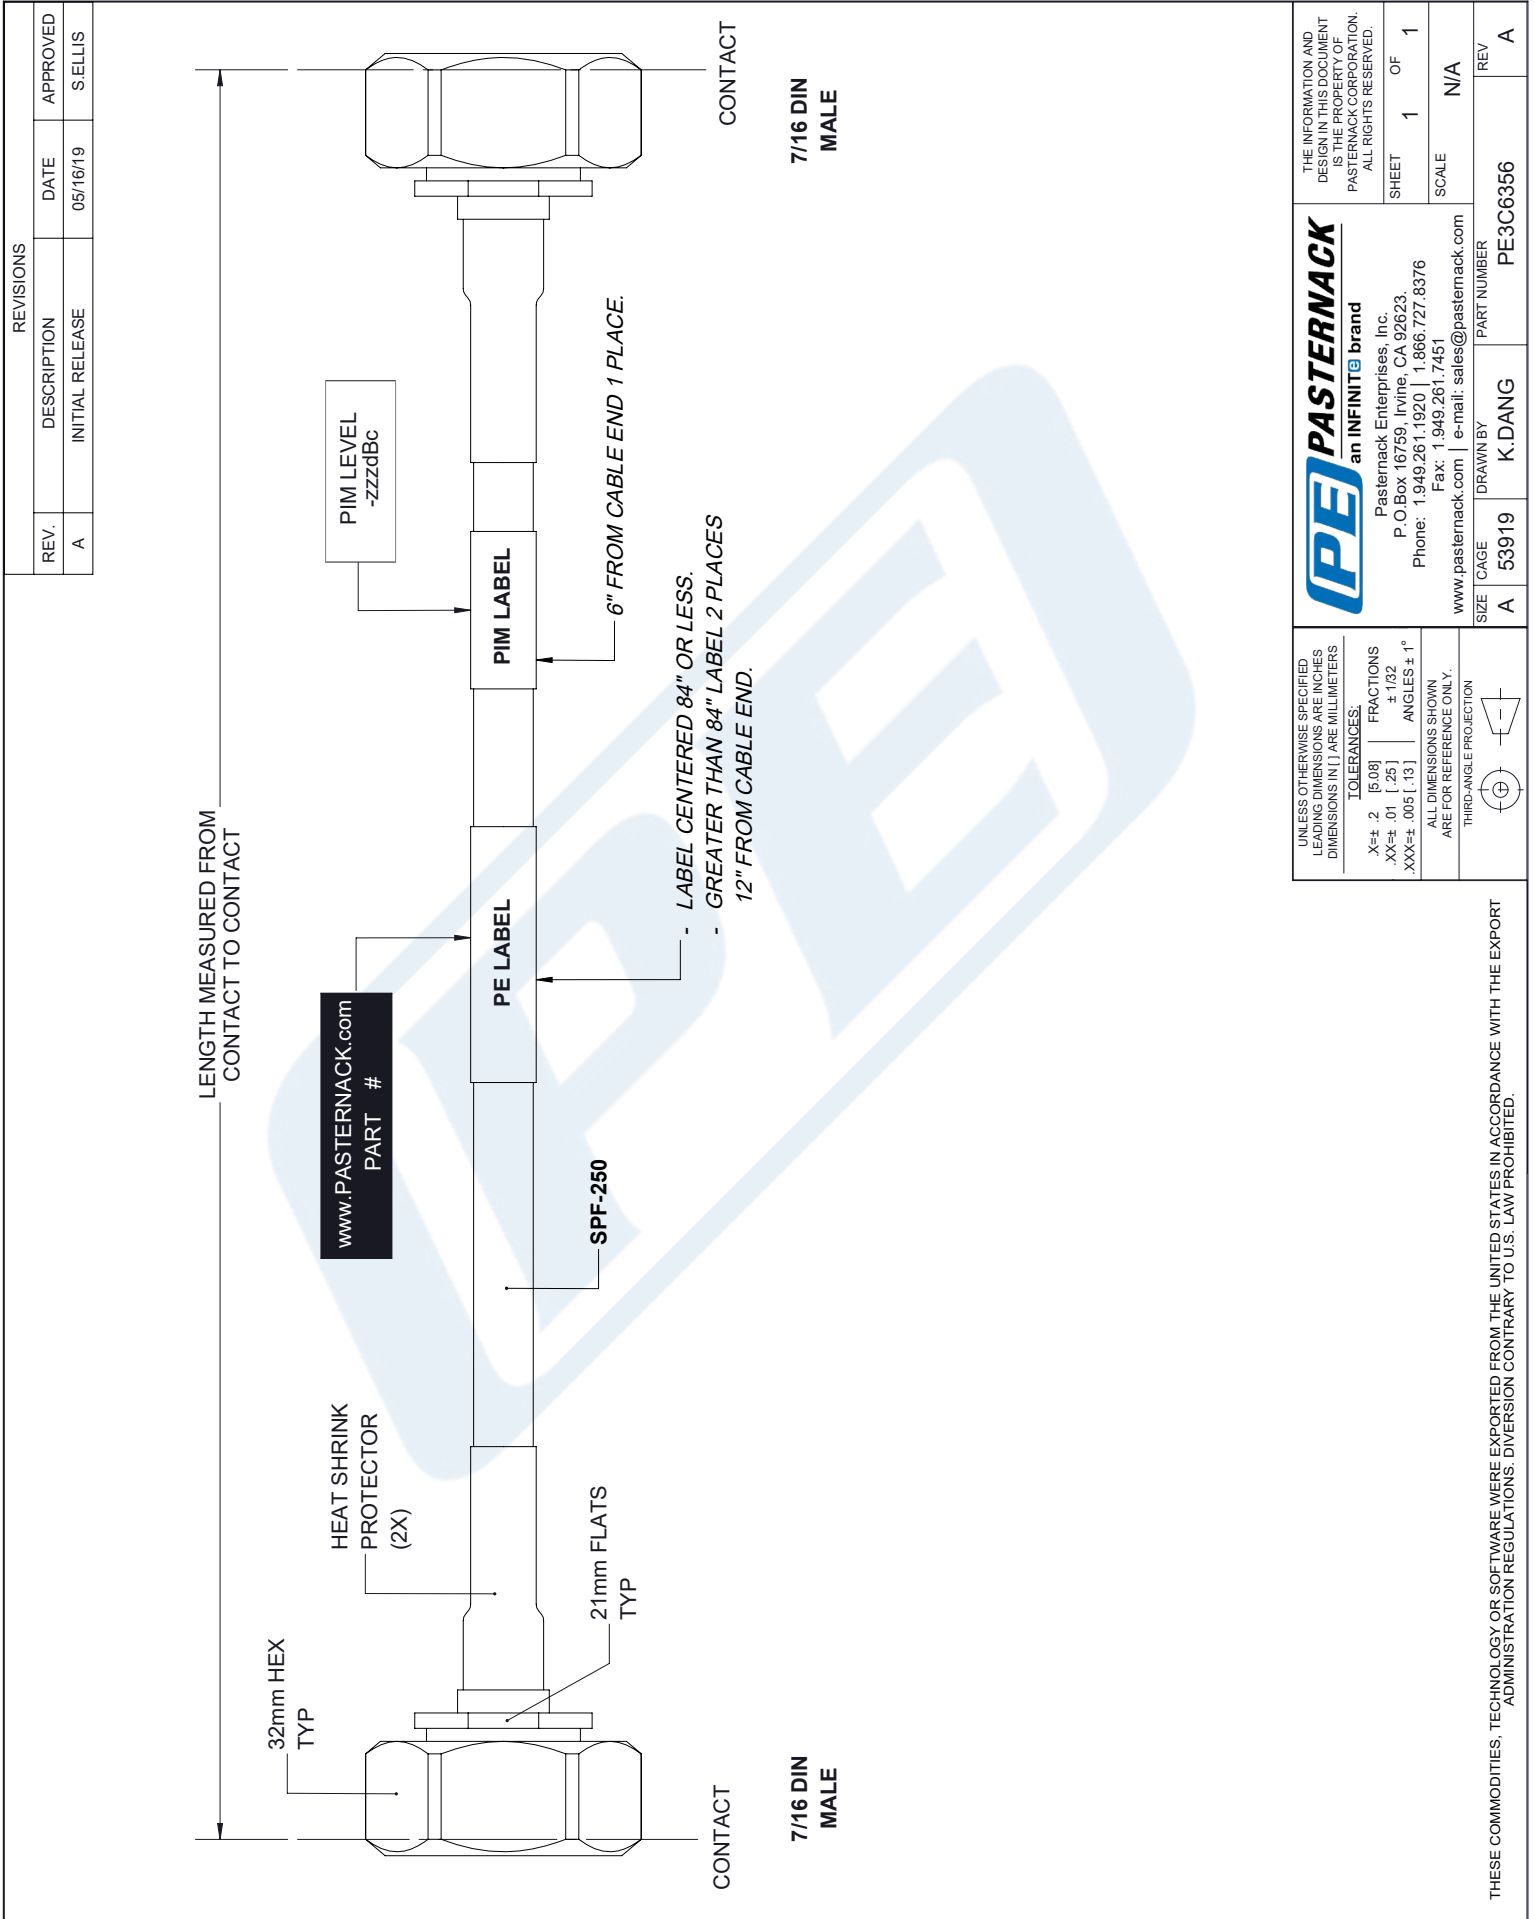 REVISIONS
REV. DESCRIPTION DATE APPROVED
A INITIAL RELEASE 05/16/19 S.ELLIS
LENGTH MEASURED FROM
CONTACT TO CONTACT
32mm HEX
TYP
HEAT SHRINK
PROTECTOR
(2X)
www.PASTERNACK.com
PART #
PIM LEVEL
-zzzdBc
PE LABEL
PIM LABEL
21mm FLATS
TYP
SPF-250
6" FROM CABLE END 1 PLACE.
- LABEL CENTERED 84" OR LESS.
- GREATER THAN 84" LABEL 2 PLACES
12" FROM CABLE END.
CONTACT
CONTACT
7/16 DIN
MALE
7/16 DIN
MALE
PE
THESE COMMODITIES, TECHNOLOGY OR SOFTWARE WERE EXPORTED FROM THE UNITED STATES IN ACCORDANCE WITH THE EXPORT
ADMINISTRATION REGULATIONS. DIVERSION CONTRARY TO U.S. LAW PROHIBITED.
UNLESS OTHERWISE SPECIFIED
LEADING DIMENSIONS ARE INCHES
DIMENSIONS IN [ ] ARE MILLIMETERS
TOLERANCES:
.X=± .2 [5.08] FRACTIONS
.XX=± .01 [ .25] ± 1/32
.XXX=± .005 [ .13] ANGLES ± 1°
ALL DIMENSIONS SHOWN
ARE FOR REFERENCE ONLY.
THIRD-ANGLE PROJECTION
PE PASTERNACK
an INFINITe brand
Pasternack Enterprises, Inc.
P.O.Box 16759, Irvine, CA 92623.
Phone: 1.949.261.1920 | 1.866.727.8376
Fax: 1.949.261.7451
www.pasternack.com | e-mail: sales@pasternack.com
THE INFORMATION AND
DESIGN IN THIS DOCUMENT
IS THE PROPERTY OF
PASTERNACK CORPORATION.
ALL RIGHTS RESERVED.
SHEET 1 OF 1
SCALE N/A
SIZE A
CAGE 53919
DRAWN BY K.DANG
PART NUMBER PE3C6356
REV A